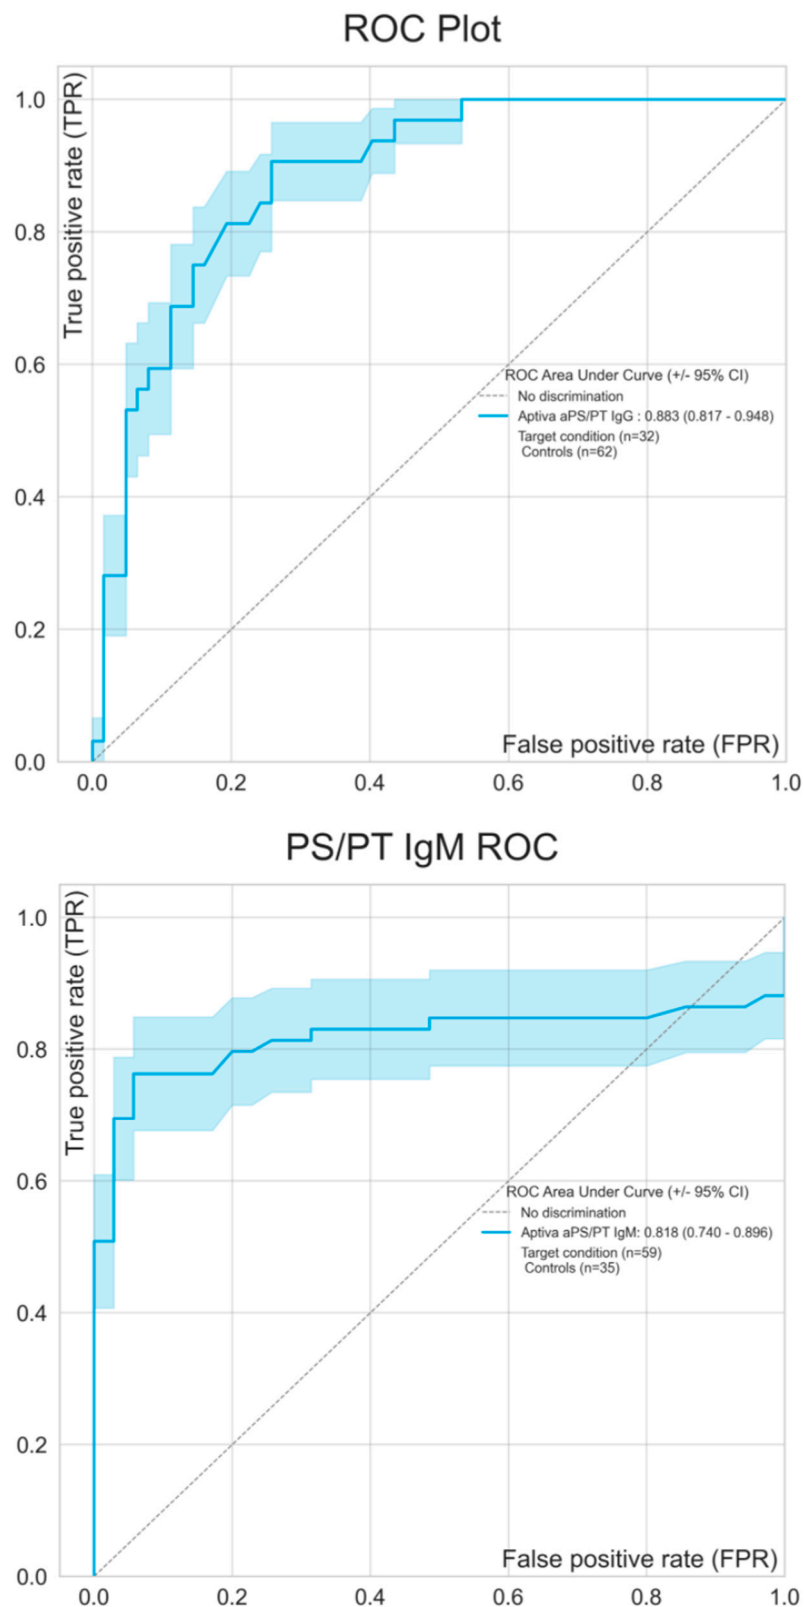 ROC Plot
True positive rate (TPR)
1.0
0.8
0.6
0.4
0.2
0.0
ROC Area Under Curve (+/- 95% CI)
No discrimination
Aptiva aPS/PT IgG : 0.883 (0.817 - 0.948)
Target condition (n=32)
Controls (n=62)
False positive rate (FPR)
0.0 0.2 0.4 0.6 0.8 1.0
PS/PT IgM ROC
True positive rate (TPR)
1.0
0.8
0.6
0.4
0.2
0.0
ROC Area Under Curve (+/- 95% CI)
No discrimination
Aptiva aPS/PT IgM: 0.818 (0.740 - 0.896)
Target condition (n=59)
Controls (n=35)
False positive rate (FPR)
0.0 0.2 0.4 0.6 0.8 1.0